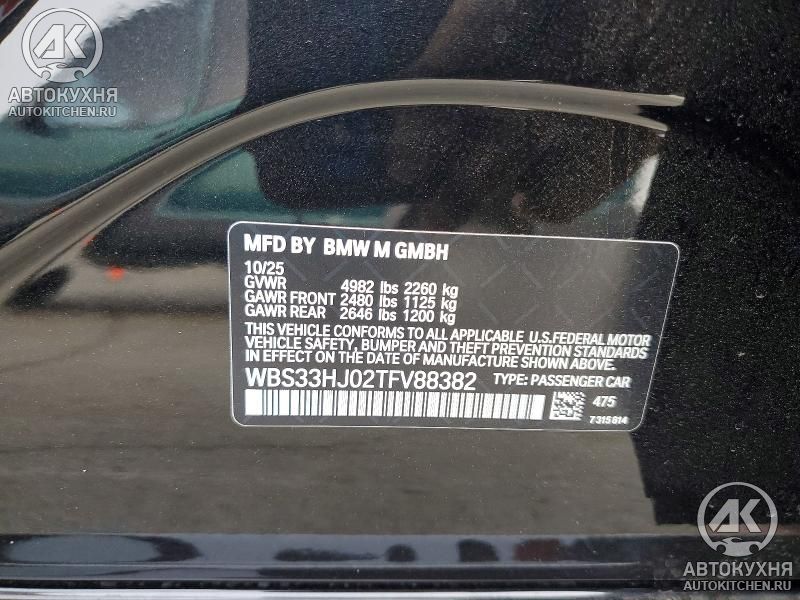 АК
АВТОКУХНЯ
AUTOKITCHEN.RU
MFD BY BMW M GMBH
10/25
GVWR 4982 lbs 2260 kg
GAWR FRONT 2480 lbs 1125 kg
GAWR REAR 2646 lbs 1200 kg
THIS VEHICLE CONFORMS TO ALL APPLICABLE U.S.FEDERAL MOTOR
VEHICLE SAFETY, BUMPER AND THEFT PREVENTION STANDARDS
IN EFFECT ON THE DATE OF MANUFACTURE SHOWN ABOVE.
WBS33HJ02TFV88382 TYPE: PASSENGER CAR
475
7315814
АК
АВТОКУХНЯ
AUTOKITCHEN.RU